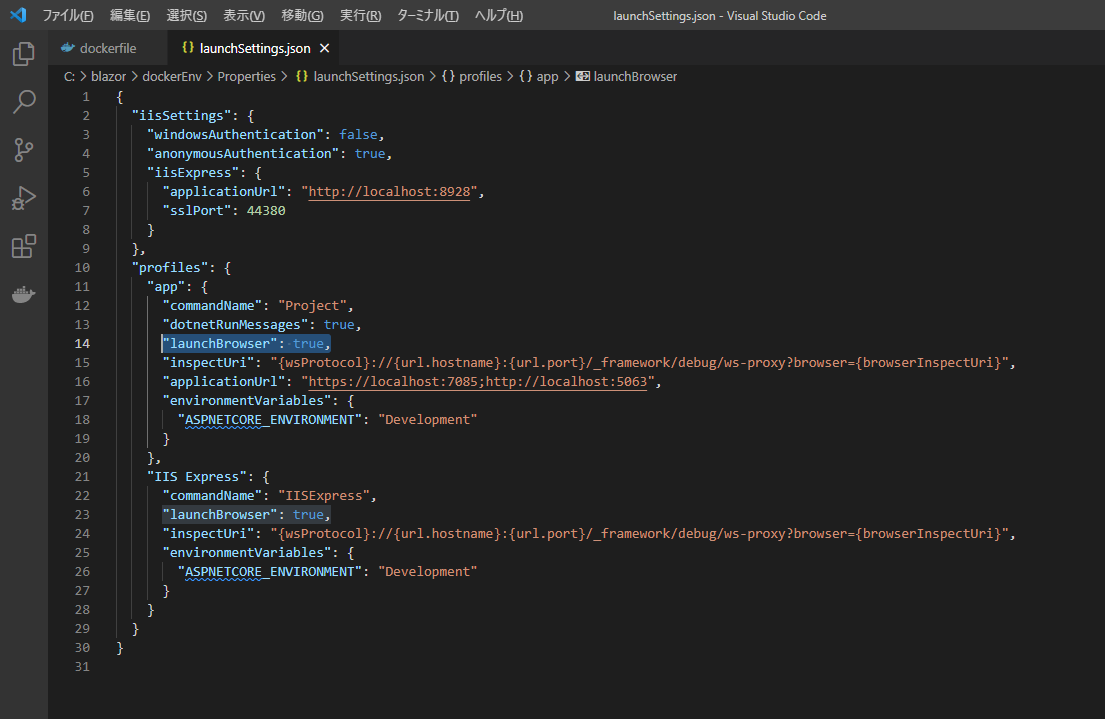 ファイル(F) 編集(E) 選択(S) 表示(V) 移動(G) 実行(R) ターミナル(T) ヘルプ(H) launchSettings.json - Visual Studio Code
dockerfile {} launchSettings.json ×
C: > blazor > dockerEnv > Properties > {} launchSettings.json > {} profiles > {} app > launchBrowser
1 {
2 "iisSettings": {
3 "windowsAuthentication": false,
4 "anonymousAuthentication": true,
5 "iisExpress": {
6 "applicationUrl": "http://localhost:8928",
7 "sslPort": 44380
8 }
9 },
10 "profiles": {
11 "app": {
12 "commandName": "Project",
13 "dotnetRunMessages": true,
14 "launchBrowser": true,
15 "inspectUri": "{wsProtocol}://{url.hostname}:{url.port}/_framework/debug/ws-proxy?browser={browserInspectUri}",
16 "applicationUrl": "https://localhost:7085;http://localhost:5063",
17 "environmentVariables": {
18 "ASPNETCORE_ENVIRONMENT": "Development"
19 }
20 },
21 "IIS Express": {
22 "commandName": "IISExpress",
23 "launchBrowser": true,
24 "inspectUri": "{wsProtocol}://{url.hostname}:{url.port}/_framework/debug/ws-proxy?browser={browserInspectUri}",
25 "environmentVariables": {
26 "ASPNETCORE_ENVIRONMENT": "Development"
27 }
28 }
29 }
30 }
31